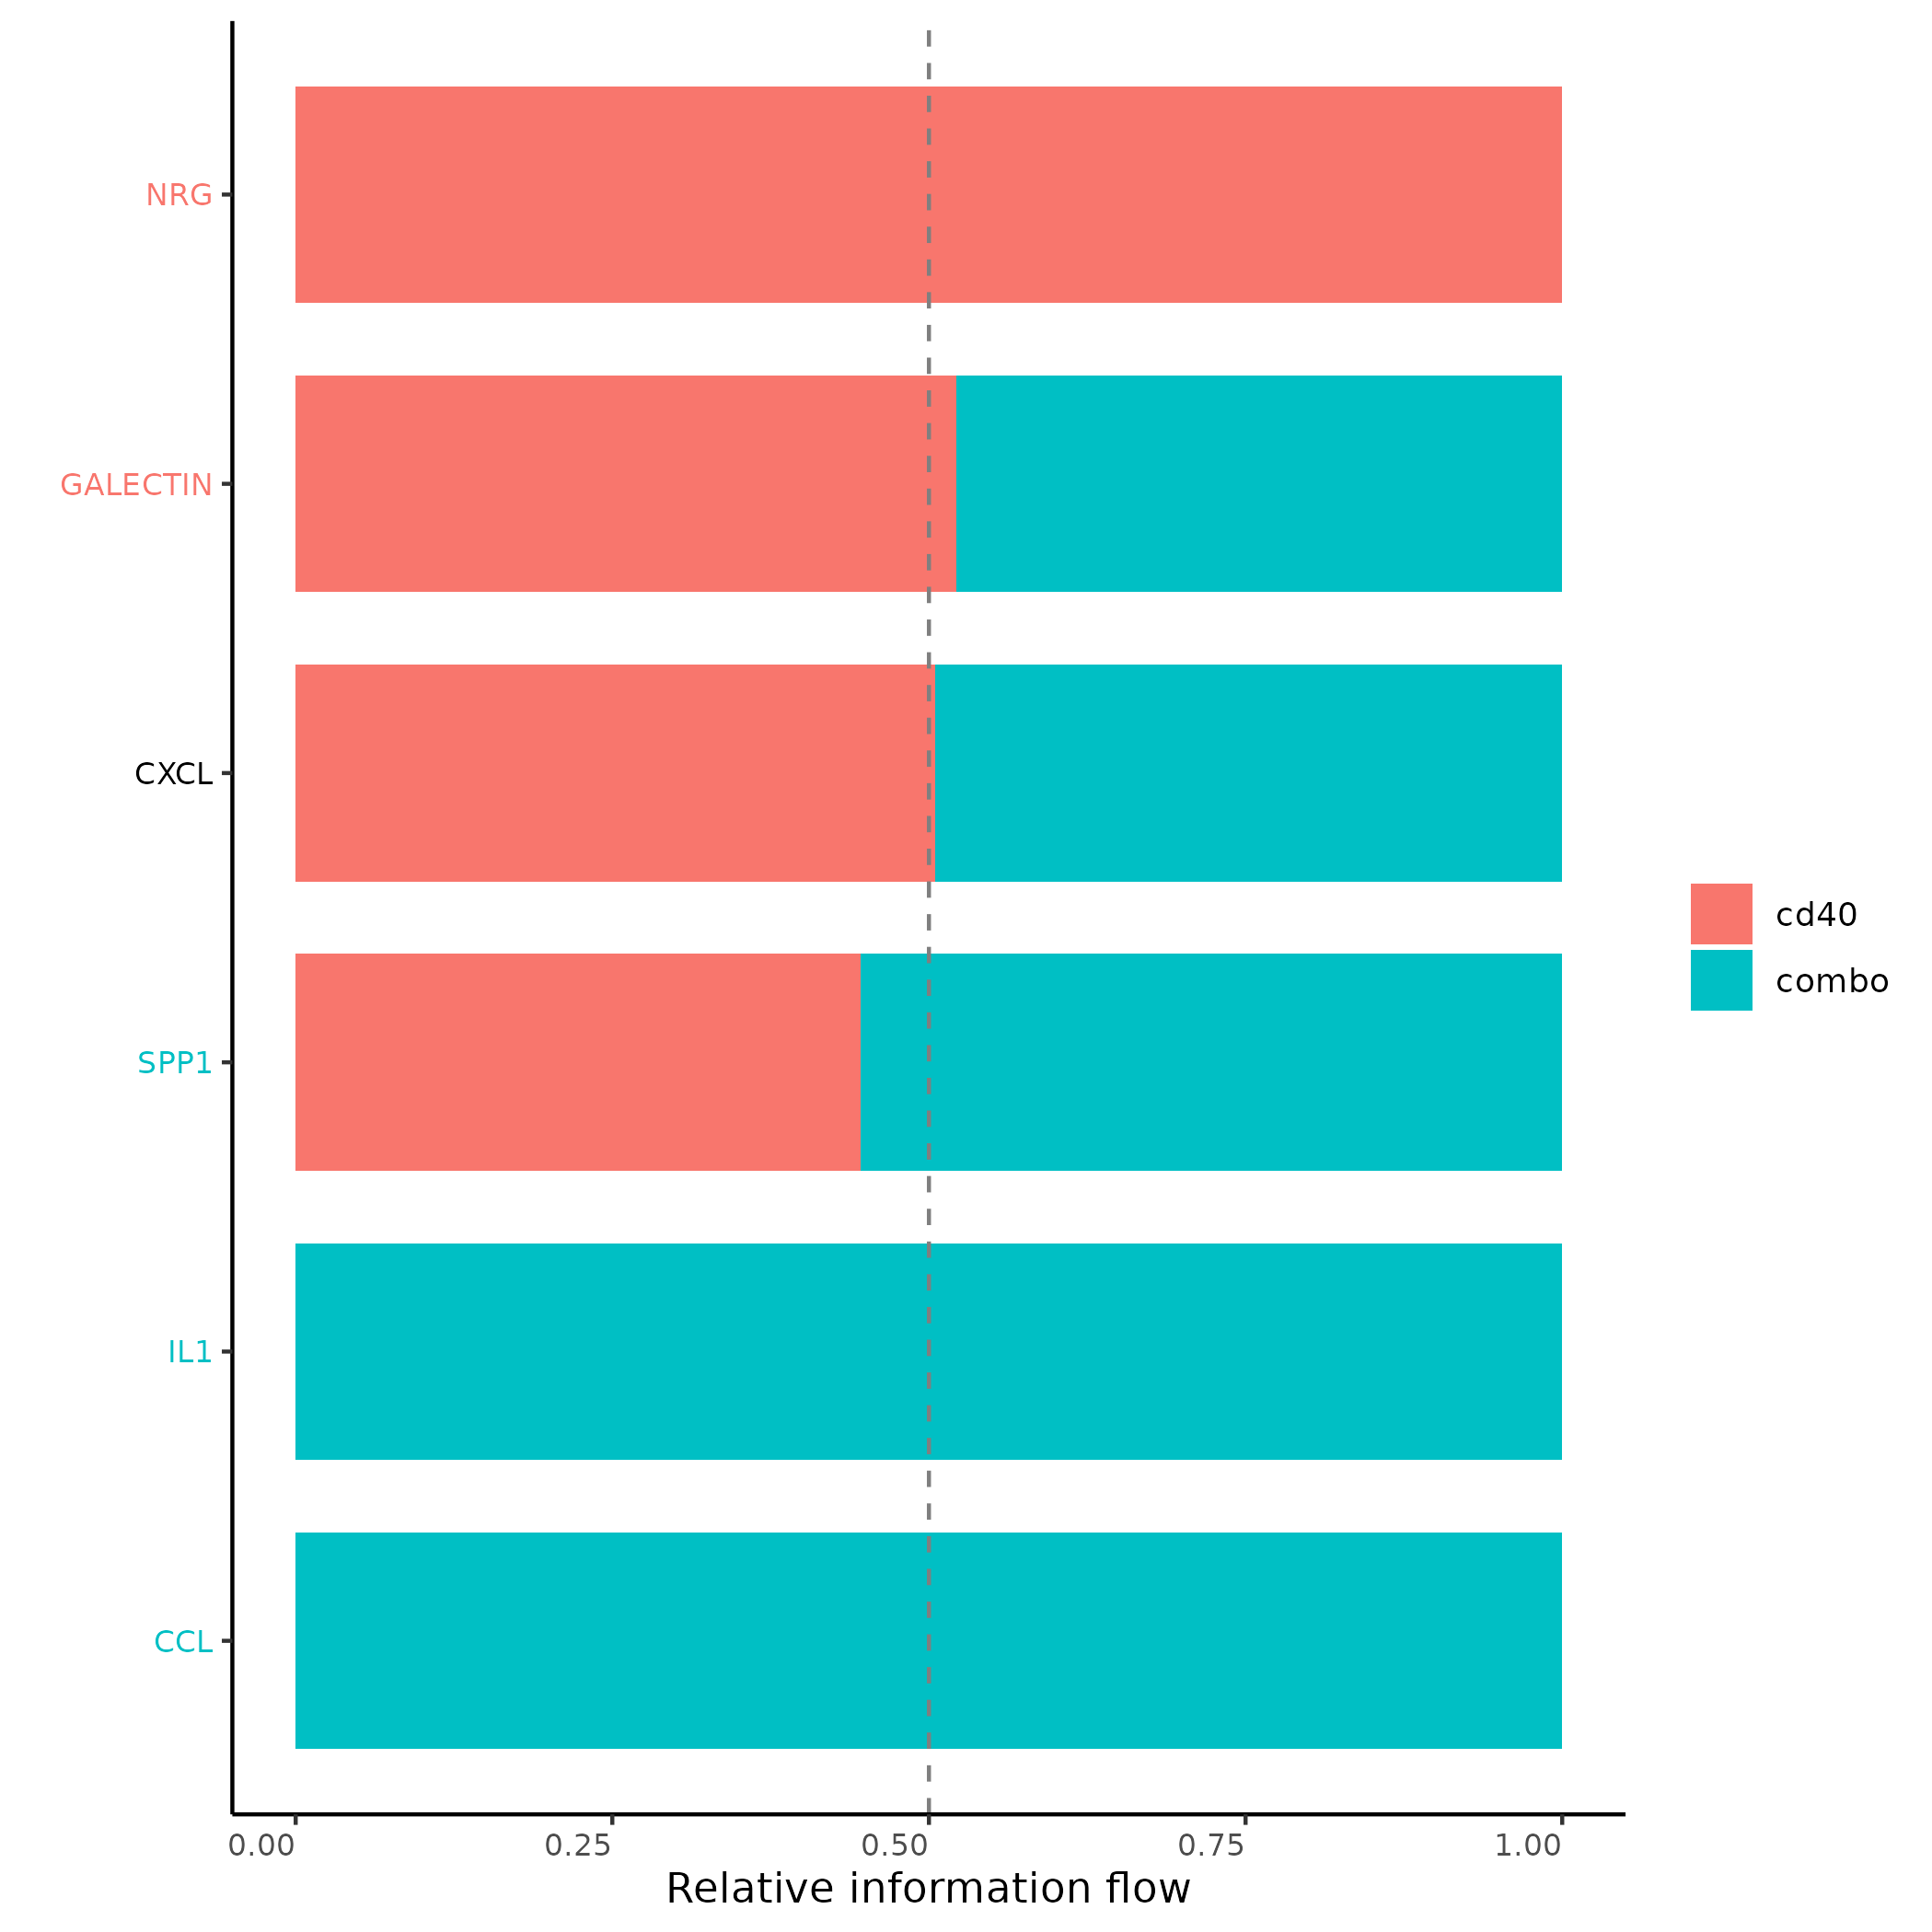 NRG
GALECTIN
CXCL
SPP1
IL1
CCL
cd40
combo
0.00 0.25 0.50 0.75 1.00
Relative information flow